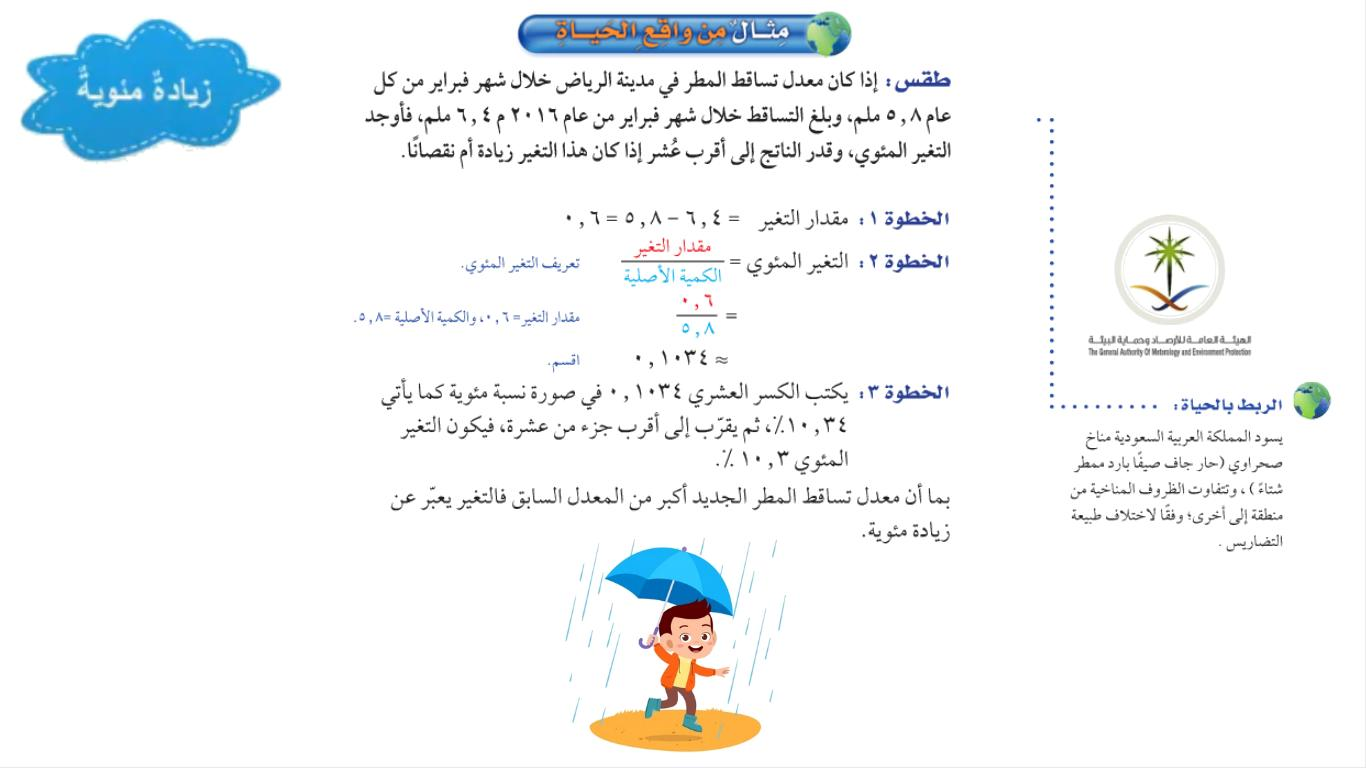 مِثَالٌ مِن واقِعِ الحَيَاةِ
زيادةٌ مئويةٌ
طقس: إذا كان معدل تساقط المطر في مدينة الرياض خلال شهر فبراير من كل
عام ٥,٨ ملم، وبلغ التساقط خلال شهر فبراير من عام ٢٠١٦ م ٦,٤ ملم، فأوجد
التغير المئوي، وقدر الناتج إلى أقرب عُشر إذا كان هذا التغير زيادة أم نقصانًا.
الخطوة ١: مقدار التغير = ٦,٤ − ٥,٨ = ٠,٦
الخطوة ٢: التغير المئوي = مقدار التغير
الكمية الأصلية
تعريف التغير المئوي.
= ٠,٦
٥,٨
مقدار التغير= ٠,٦، والكمية الأصلية =٥,٨.
≈ ٠,١٠٣٤ اقسم.
الخطوة ٣: يكتب الكسر العشري ٠,١٠٣٤ في صورة نسبة مئوية كما يأتي
١٠,٣٤٪، ثم يقرّب إلى أقرب جزء من عشرة، فيكون التغير
المئوي ١٠,٣ ٪.
بما أن معدل تساقط المطر الجديد أكبر من المعدل السابق فالتغير يعبّر عن
زيادة مئوية.
الهيئة العامة للأرصاد وحماية البيئة
The General Authority Of Meterology and Environment Protection
الربط بالحياة:
يسود المملكة العربية السعودية مناخ
صحراوي (حار جاف صيفًا بارد ممطر
شتاءً ) ، وتتفاوت الظروف المناخية من
منطقة إلى أخرى؛ وفقًا لاختلاف طبيعة
التضاريس .